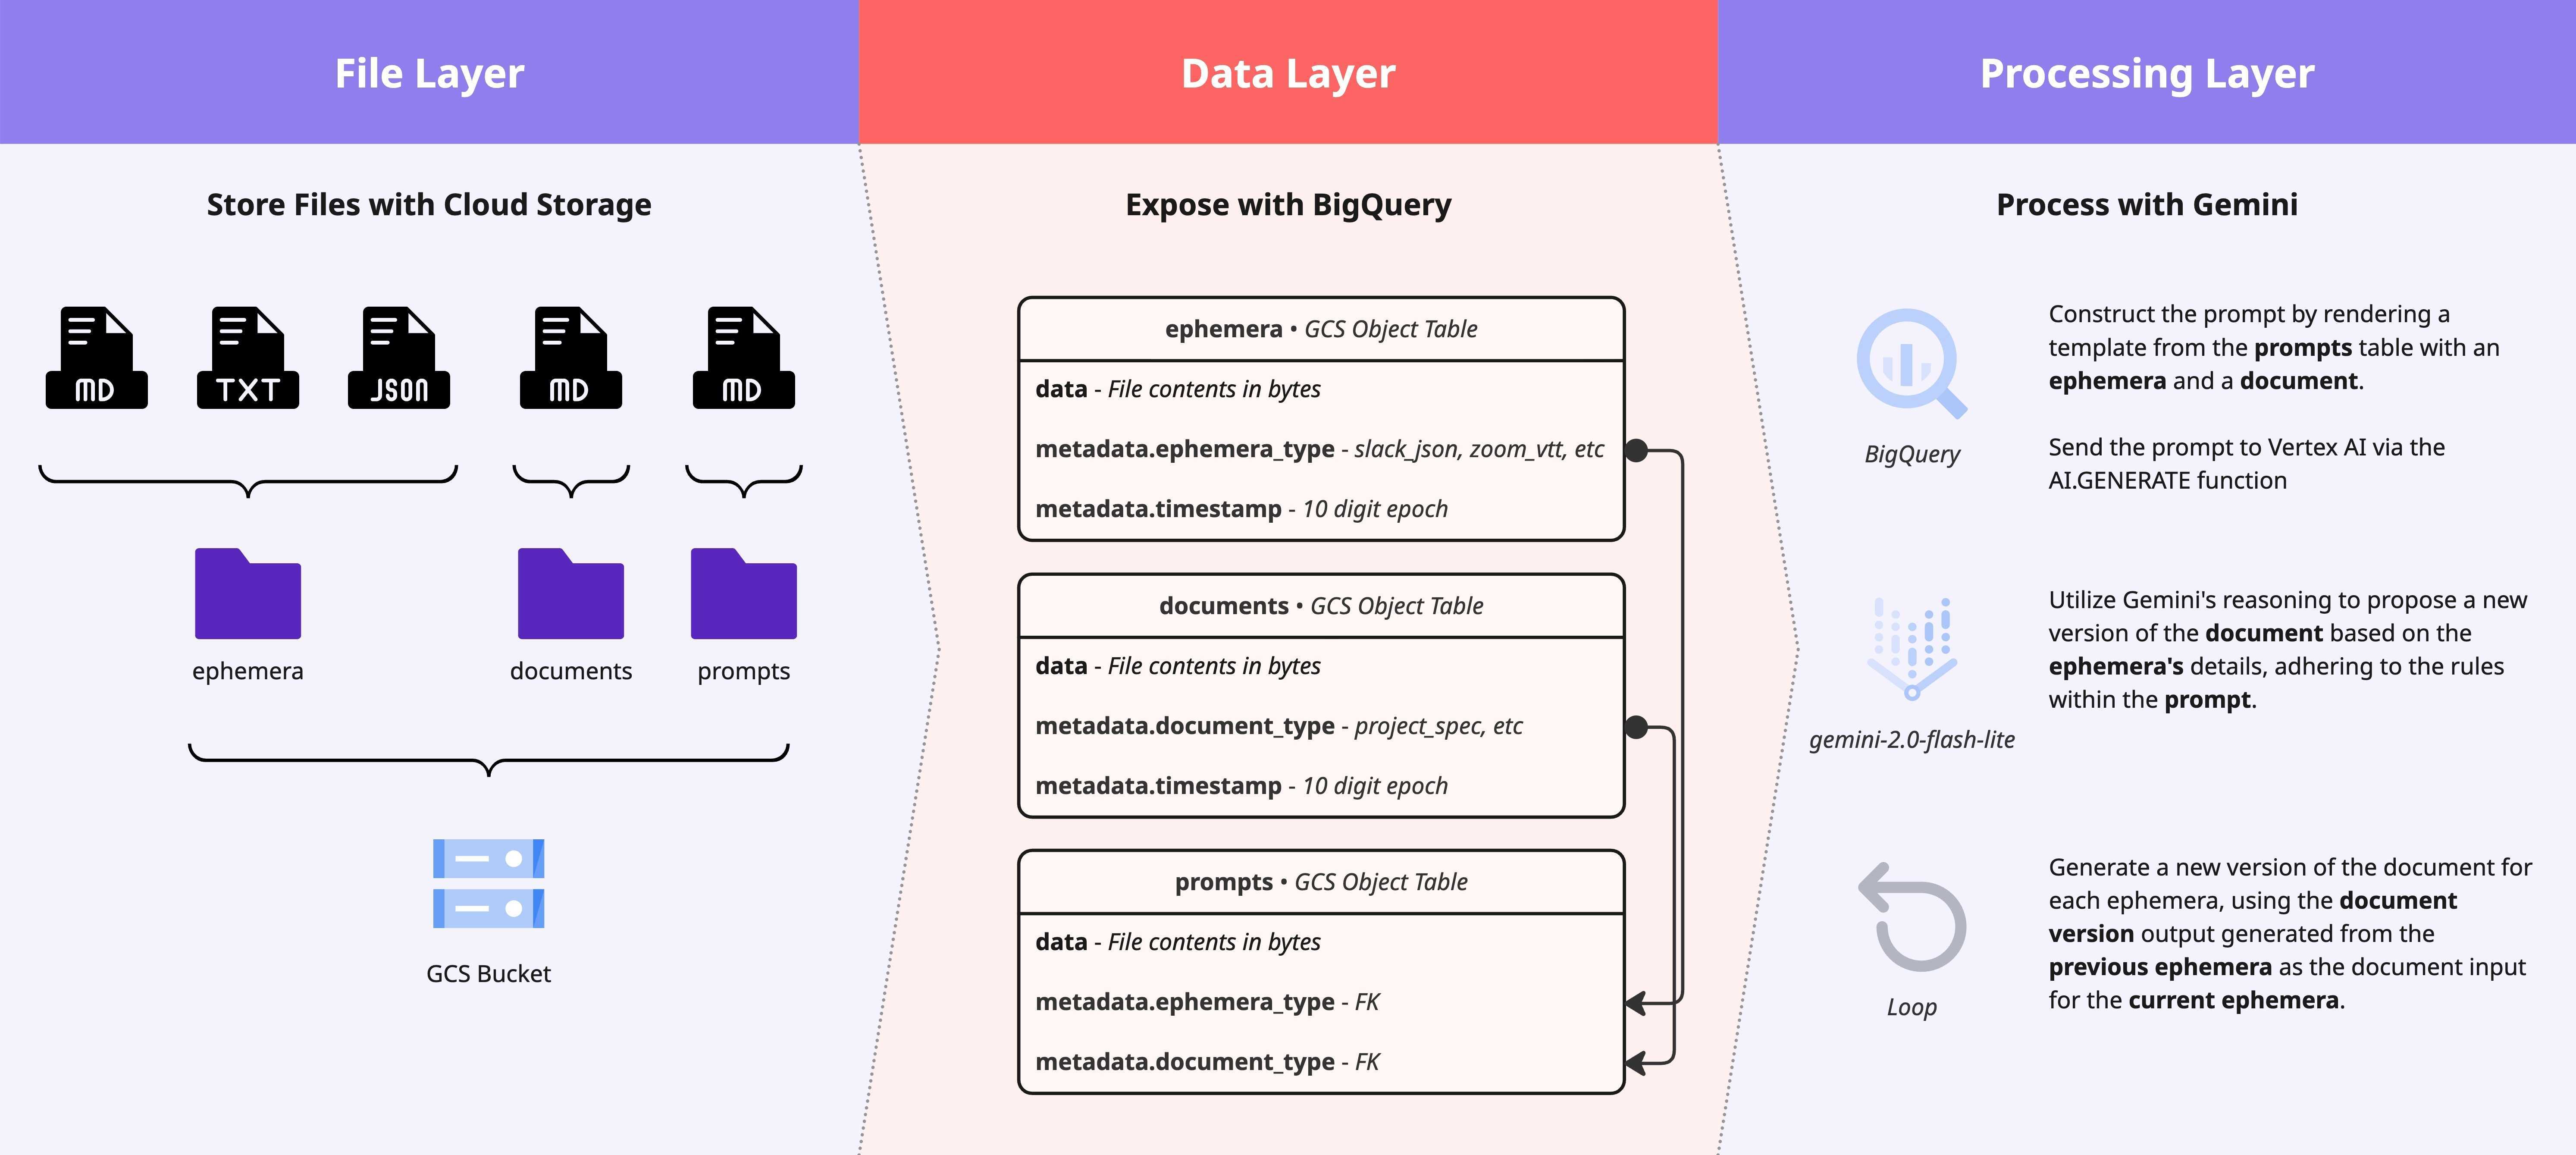 File Layer
Data Layer
Processing Layer
Store Files with Cloud Storage
MD
TXT
JSON
MD
MD
ephemera
documents
prompts
GCS Bucket
Expose with BigQuery
ephemera • GCS Object Table
data - File contents in bytes
metadata.ephemera_type - slack_json, zoom_vtt, etc
metadata.timestamp - 10 digit epoch
documents • GCS Object Table
data - File contents in bytes
metadata.document_type - project_spec, etc
metadata.timestamp - 10 digit epoch
prompts • GCS Object Table
data - File contents in bytes
metadata.ephemera_type - FK
metadata.document_type - FK
Process with Gemini
BigQuery
Construct the prompt by rendering a
template from the prompts table with an
ephemera and a document.
Send the prompt to Vertex AI via the
AI.GENERATE function
gemini-2.0-flash-lite
Utilize Gemini's reasoning to propose a new
version of the document based on the
ephemera's details, adhering to the rules
within the prompt.
Loop
Generate a new version of the document for
each ephemera, using the document
version output generated from the
previous ephemera as the document input
for the current ephemera.